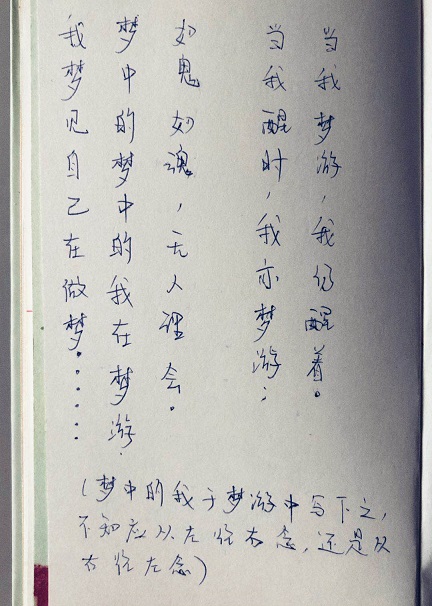 当我梦游,我仍醒着。
当我醒时,我亦梦游;
如鬼如魂,无人理会。
梦中的梦中的我在梦游.
我梦见自己在做梦······
(梦中的我于梦游中写下之,
不知应从左往右念,还是从
右往左念)